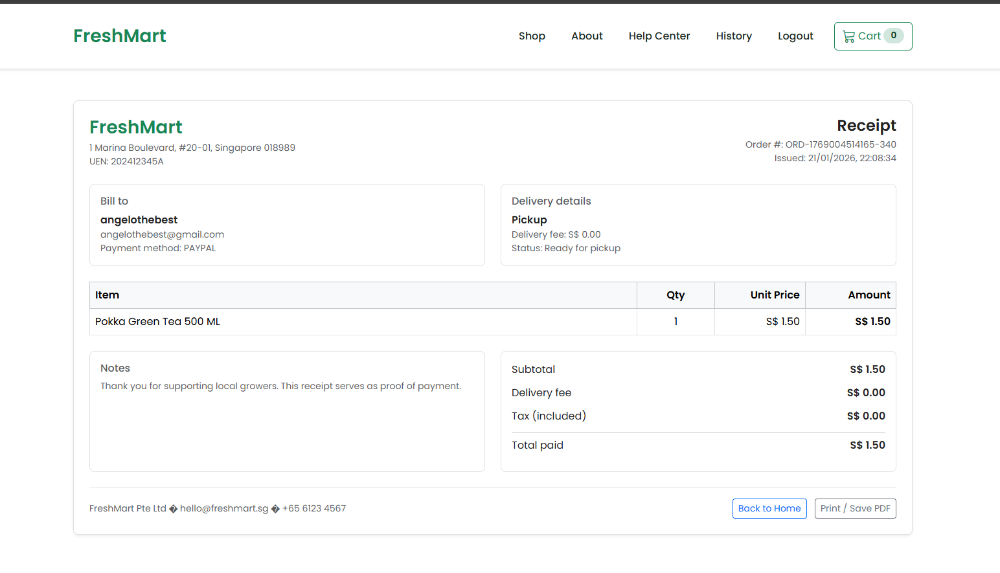 FreshMart
Shop
About
Help Center
History
Logout
Cart 0
FreshMart
1 Marina Boulevard, #20-01, Singapore 018989
UEN: 202412345A
Receipt
Order #: ORD-1769004514165-340
Issued: 21/01/2026, 22:08:34
Bill to
angelothebest
angelothebest@gmail.com
Payment method: PAYPAL
Delivery details
Pickup
Delivery fee: S$ 0.00
Status: Ready for pickup
Item Qty Unit Price Amount
Pokka Green Tea 500 ML 1 S$ 1.50 S$ 1.50
Notes
Thank you for supporting local growers. This receipt serves as proof of payment.
Subtotal S$ 1.50
Delivery fee S$ 0.00
Tax (included) S$ 0.00
Total paid S$ 1.50
FreshMart Pte Ltd � hello@freshmart.sg � +65 6123 4567
Back to Home
Print / Save PDF